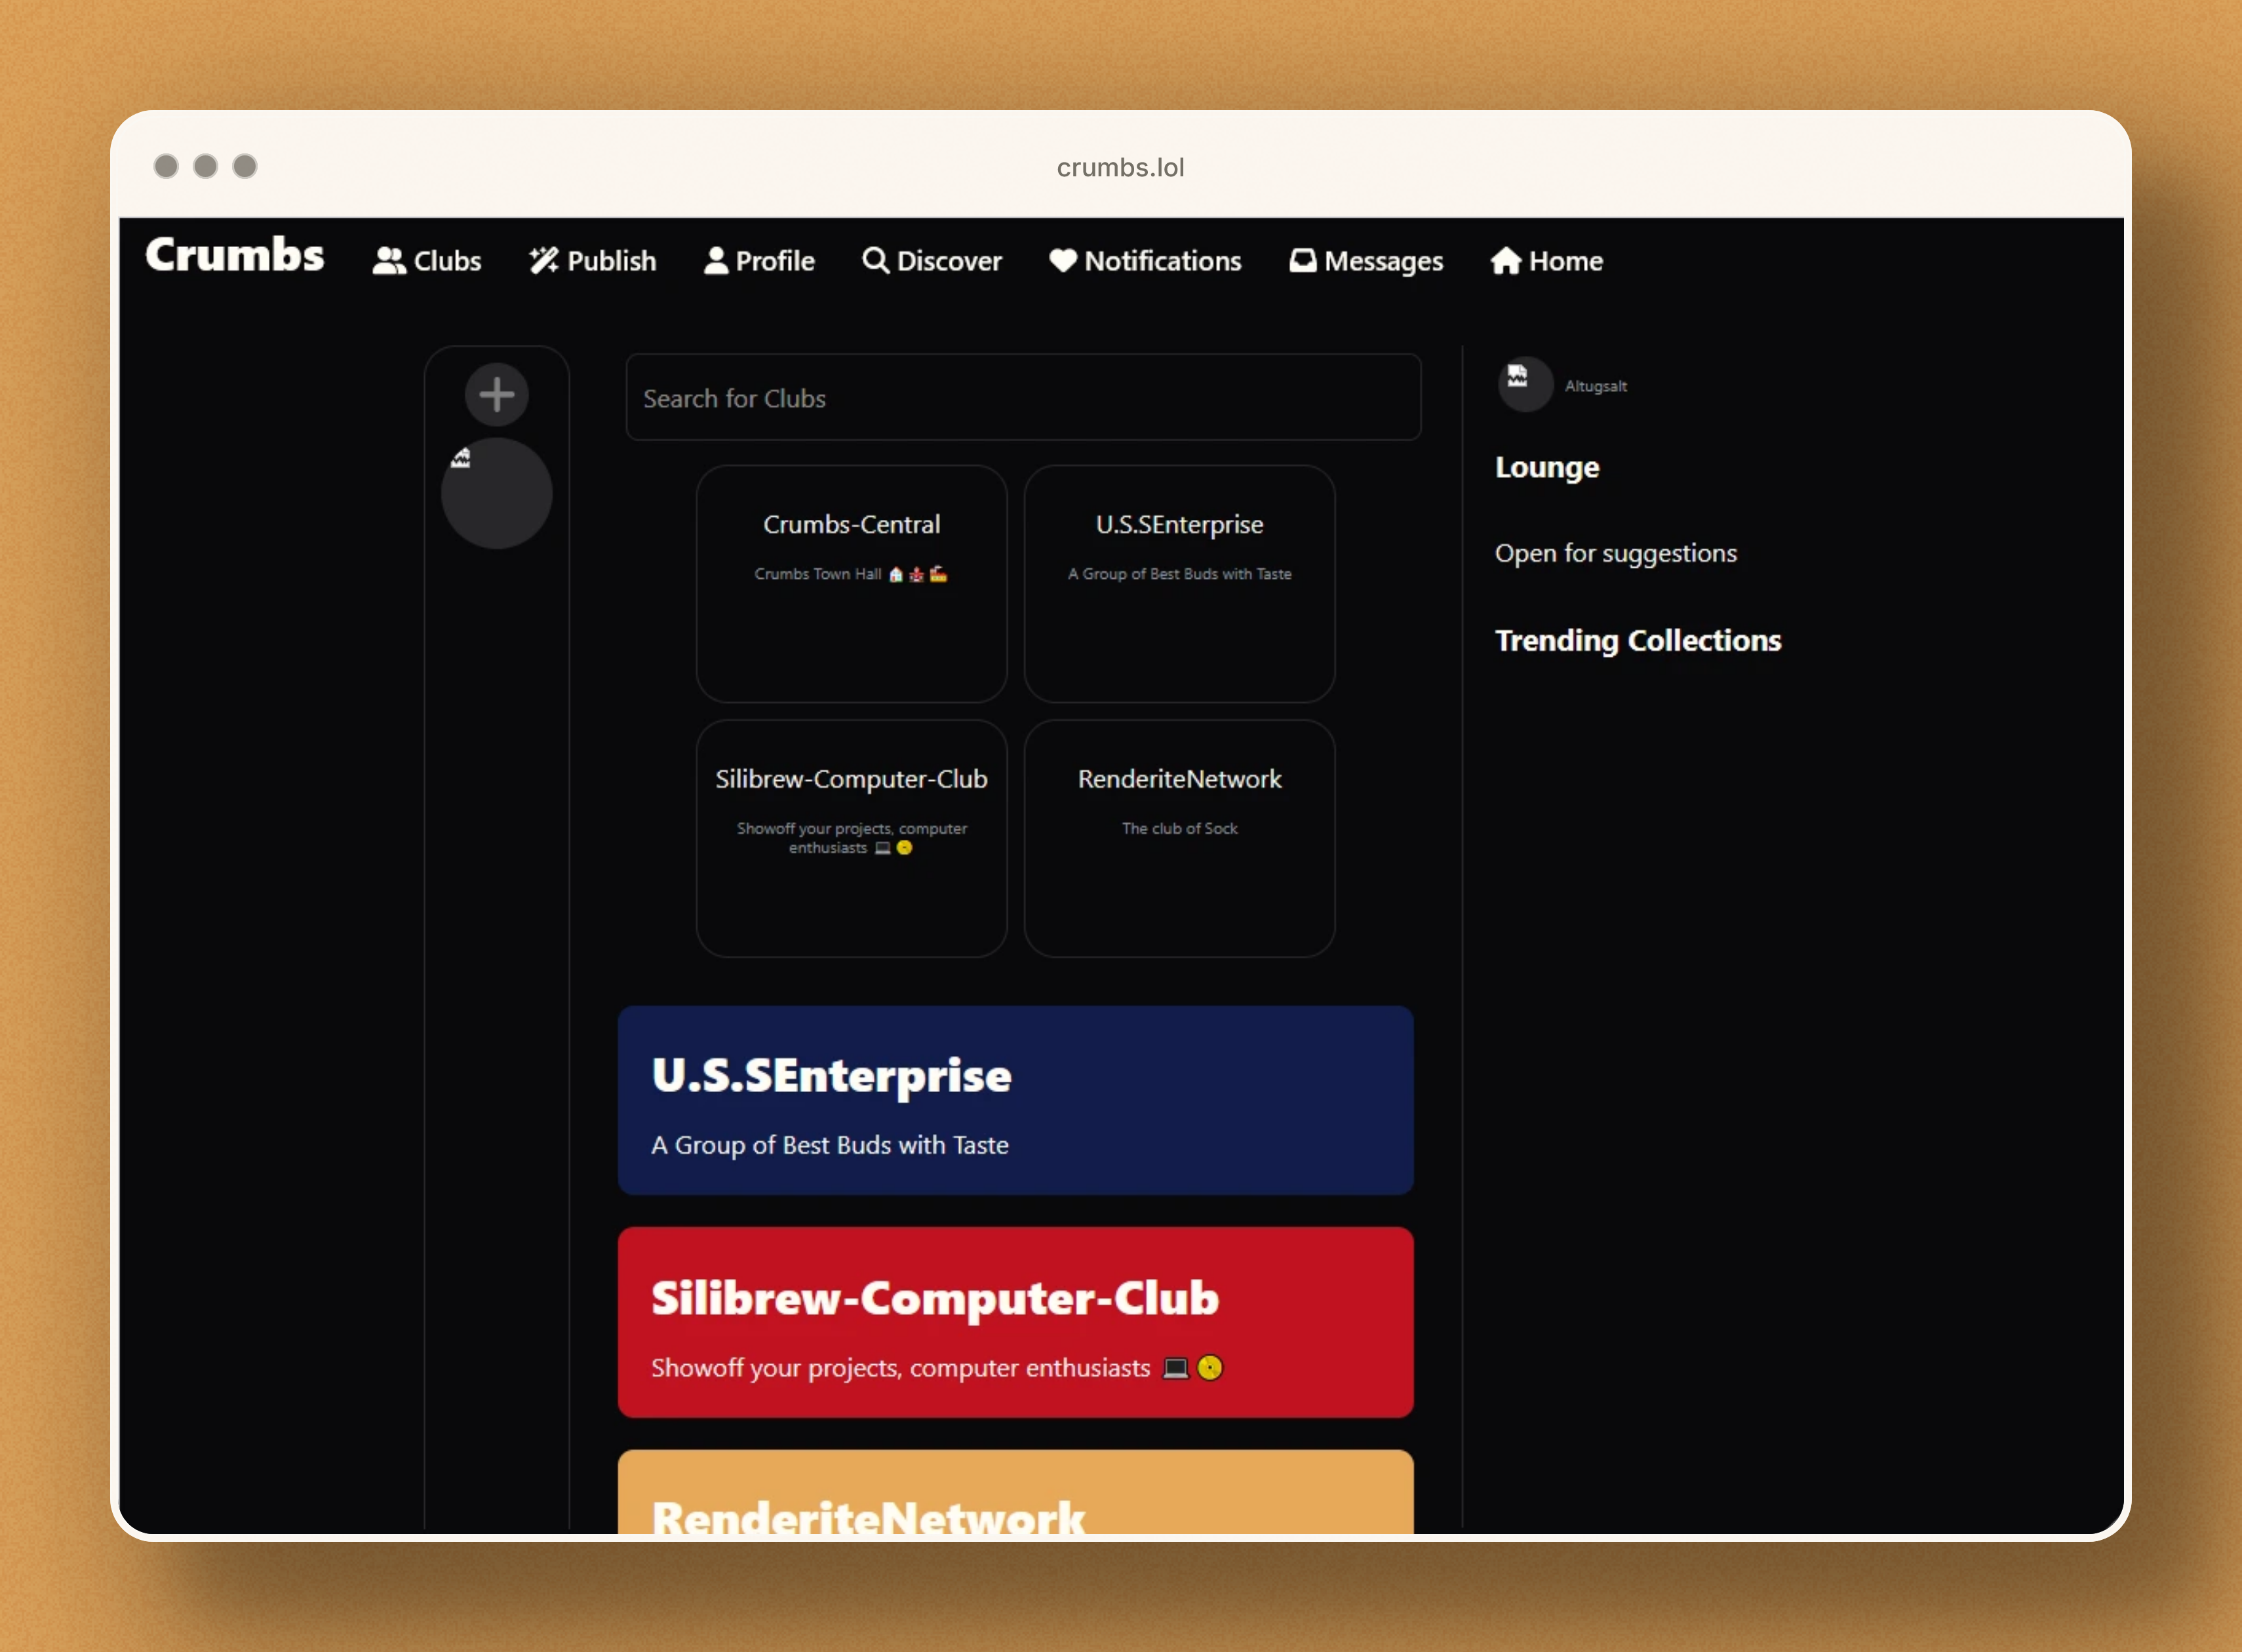 crumbs.lol
Crumbs Clubs Publish Profile Discover Notifications Messages Home
Search for Clubs
Crumbs-Central
Crumbs Town Hall 🏠🏰🏭
U.S.SEnterprise
A Group of Best Buds with Taste
Silibrew-Computer-Club
Showoff your projects, computer
enthusiasts 💻📀
RenderiteNetwork
The club of Sock
U.S.SEnterprise
A Group of Best Buds with Taste
Silibrew-Computer-Club
Showoff your projects, computer enthusiasts 💻📀
RenderiteNetwork
Altugsalt
Lounge
Open for suggestions
Trending Collections